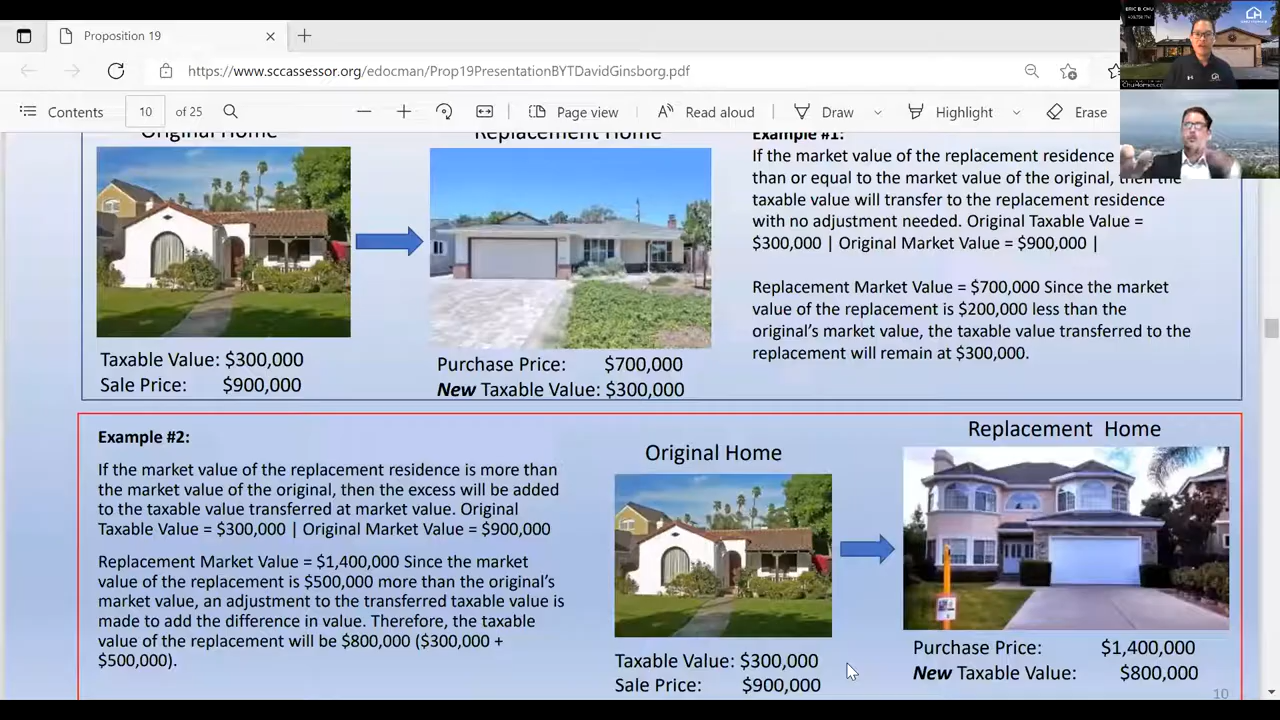 Proposition 19
https://www.sccassessor.org/edocman/Prop19PresentationBYTDavidGinsborg.pdf
Contents
10
of 25
Page view
Read aloud
Draw
Highlight
Erase
ERIC B. CHU
Original Home
Replacement Home
Taxable Value: $300,000
Sale Price: $900,000
Purchase Price: $700,000
New Taxable Value: $300,000
Example #1:
If the market value of the replacement residence
than or equal to the market value of the original, then the
taxable value will transfer to the replacement residence
with no adjustment needed. Original Taxable Value =
$300,000 | Original Market Value = $900,000 |
Replacement Market Value = $700,000 Since the market
value of the replacement is $200,000 less than the
original's market value, the taxable value transferred to the
replacement will remain at $300,000.
Example #2:
If the market value of the replacement residence is more than
the market value of the original, then the excess will be added
to the taxable value transferred at market value. Original
Taxable Value = $300,000 | Original Market Value = $900,000
Replacement Market Value = $1,400,000 Since the market
value of the replacement is $500,000 more than the original's
market value, an adjustment to the transferred taxable value is
made to add the difference in value. Therefore, the taxable
value of the replacement will be $800,000 ($300,000 +
$500,000).
Original Home
Taxable Value: $300,000
Sale Price: $900,000
Replacement Home
Purchase Price: $1,400,000
New Taxable Value: $800,000
10